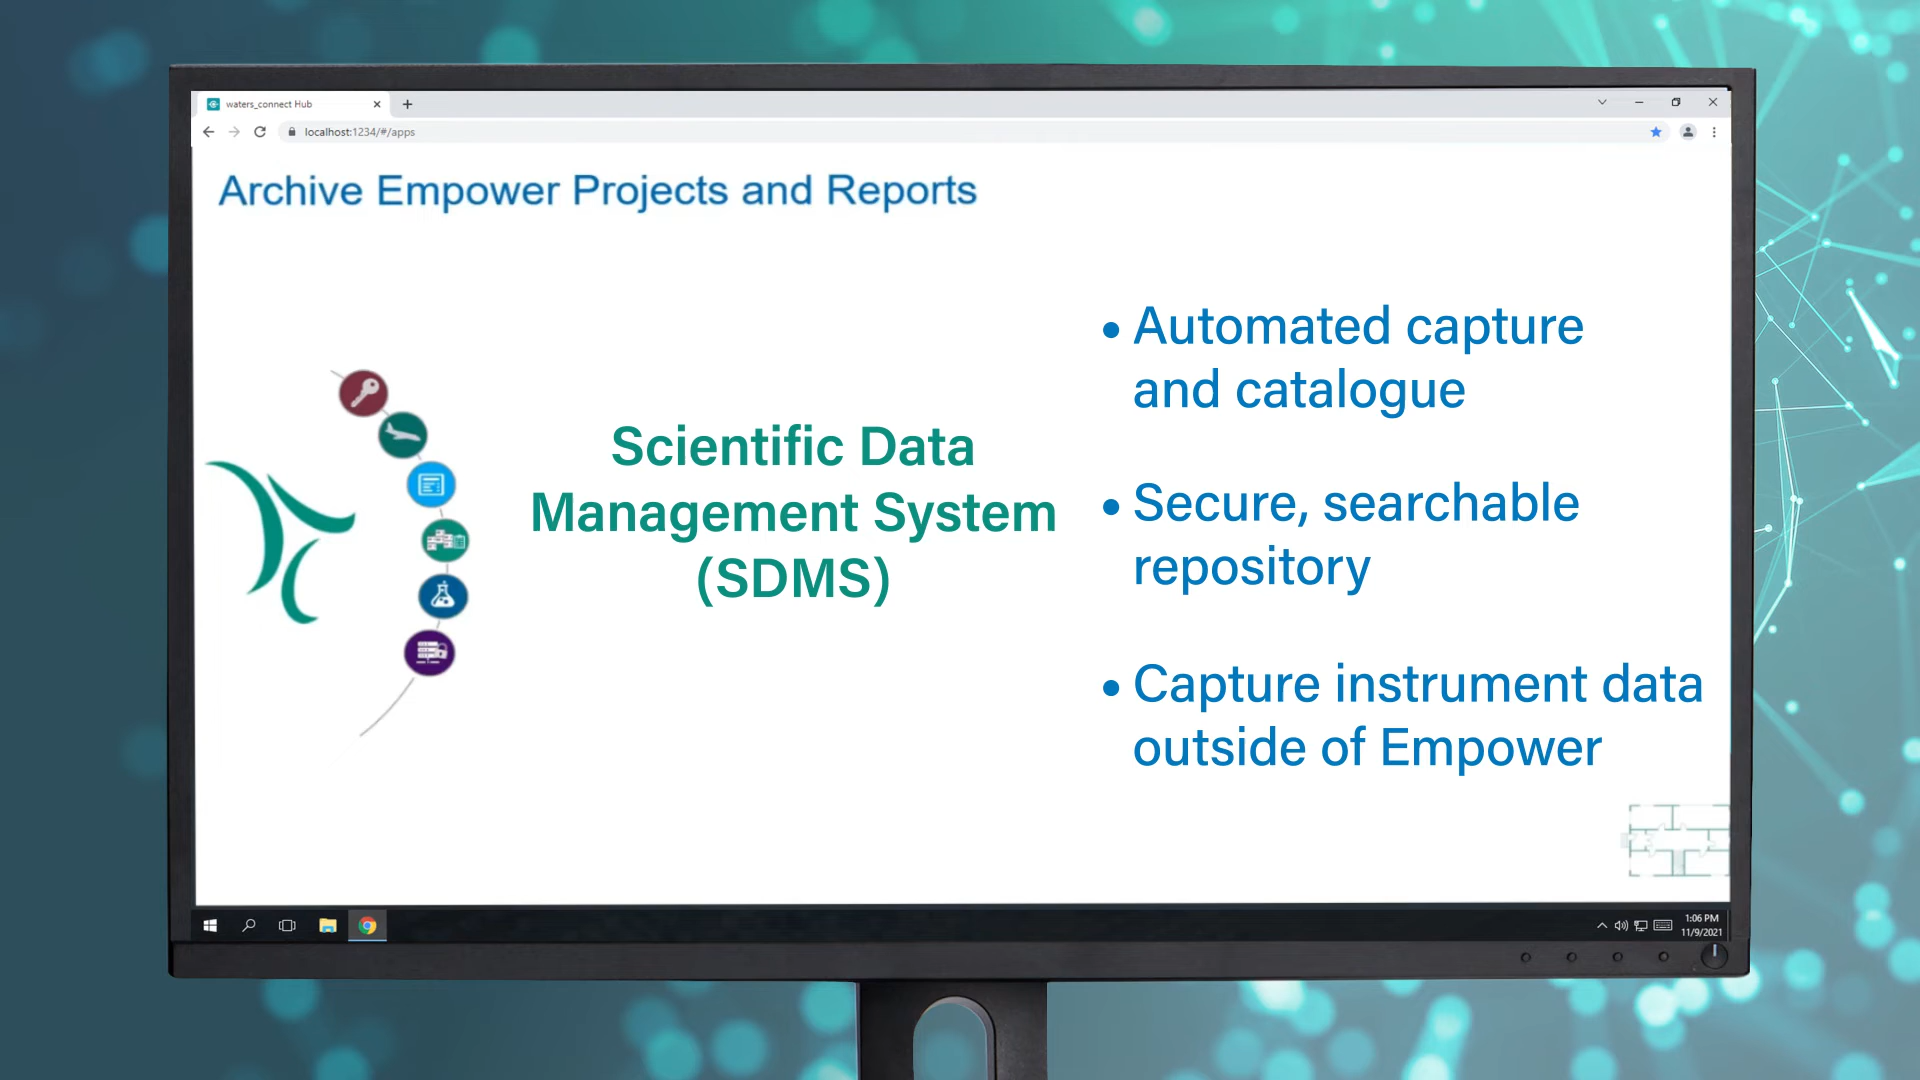 waters_connect Hub
localhost:1234/#/apps
Archive Empower Projects and Reports
Scientific Data
Management System
(SDMS)
• Automated capture
and catalogue
• Secure, searchable
repository
• Capture instrument data
outside of Empower
1:06 PM
11/9/2021